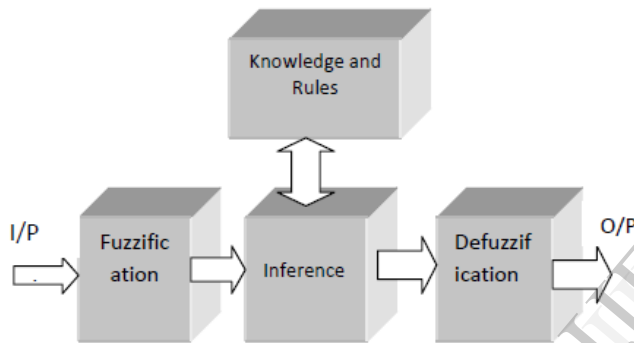 Knowledge and
Rules
I/P
Fuzzific
ation
Inference
Defuzzif
ication
O/P